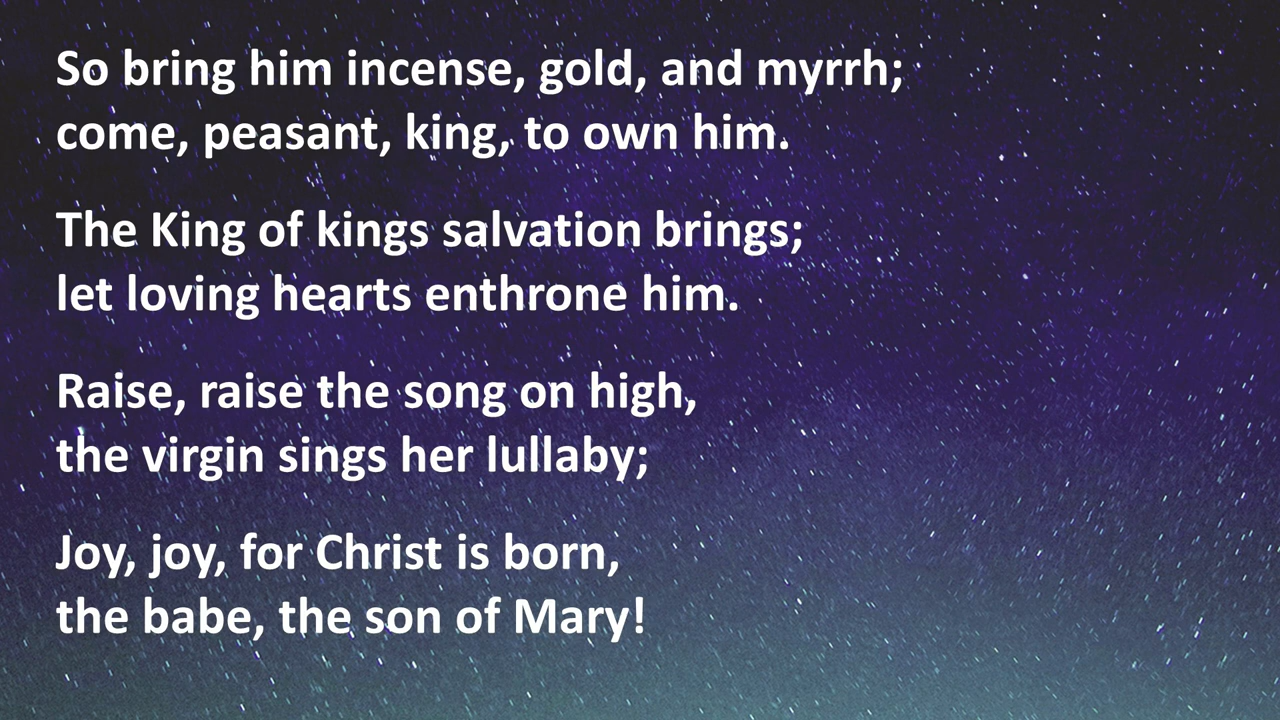 So bring him incense, gold, and myrrh;
come, peasant, king, to own him.
The King of kings salvation brings;
let loving hearts enthrone him.
Raise, raise the song on high,
the virgin sings her lullaby;
Joy, joy, for Christ is born,
the babe, the son of Mary!